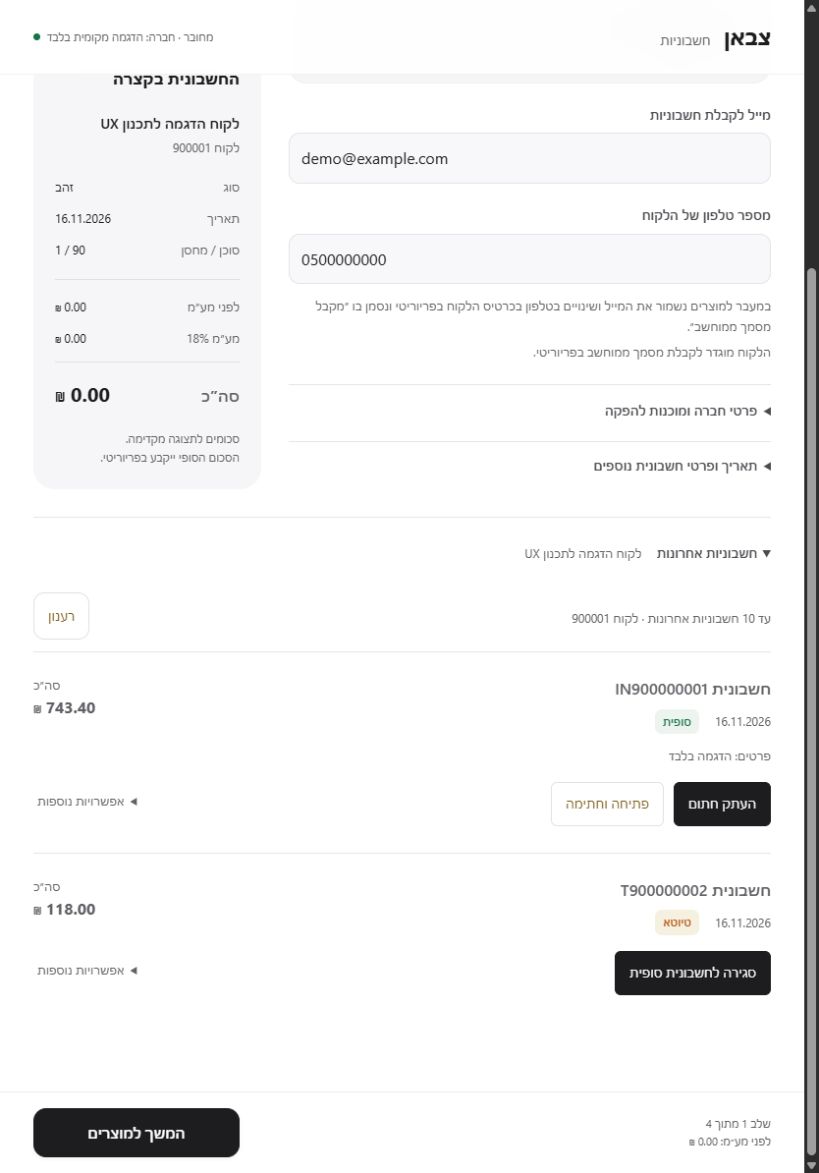 צבאן חשבוניות
מחובר · חברה: הדגמה מקומית בלבד
מייל לקבלת חשבוניות
demo@example.com
מספר טלפון של הלקוח
0500000000
במעבר למוצרים נשמור את המייל ושינויים בטלפון בכרטיס הלקוח בפריוריטי ונסמן בו ״מקבל
מסמך ממוחשב״.
הלקוח מוגדר לקבלת מסמך ממוחשב בפריוריטי.
פרטי חברה ומוכנות להפקה
תאריך ופרטי חשבונית נוספים
החשבונית בקצרה
לקוח הדגמה לתכנון UX
לקוח 900001
סוג זהב
תאריך 16.11.2026
סוכן / מחסן 1 / 90
לפני מע״מ 0.00 ₪
מע״מ 18% 0.00 ₪
סה״כ 0.00 ₪
סכומים לתצוגה מקדימה.
הסכום הסופי ייקבע בפריוריטי.
חשבוניות אחרונות לקוח הדגמה לתכנון UX
עד 10 חשבוניות אחרונות · לקוח 900001
רענון
חשבונית IN900000001
16.11.2026 סופית
פרטים: הדגמה בלבד
סה״כ
743.40 ₪
העתק חתום
פתיחה וחתימה
אפשרויות נוספות
חשבונית T900000002
16.11.2026 טיוטא
סה״כ
118.00 ₪
סגירה לחשבונית סופית
אפשרויות נוספות
שלב 1 מתוך 4
לפני מע״מ: 0.00 ₪
המשך למוצרים